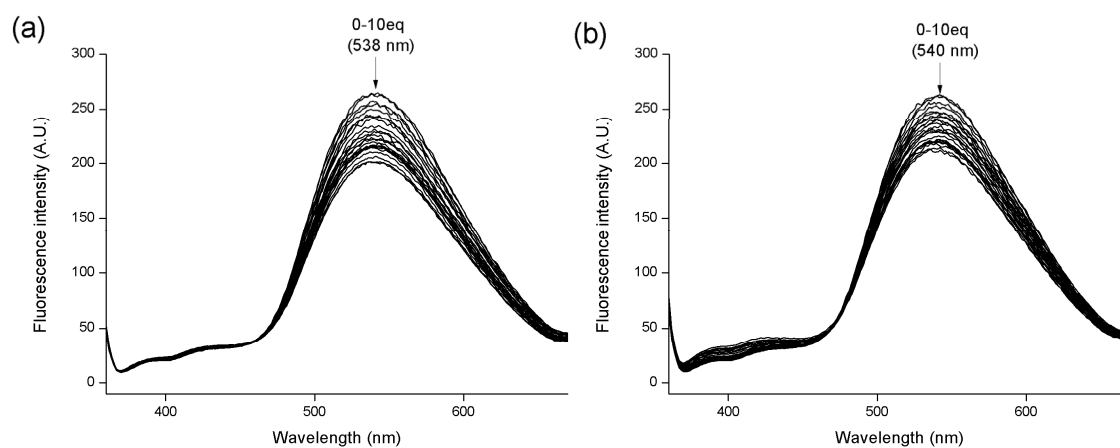 (a)
0-10eq
(538 nm)
300
250
200
150
100
50
0
Fluorescence intensity (A.U.)
400
500
600
Wavelength (nm)
(b)
0-10eq
(540 nm)
300
250
200
150
100
50
0
Fluorescence intensity (A.U.)
400
500
600
Wavelength (nm)